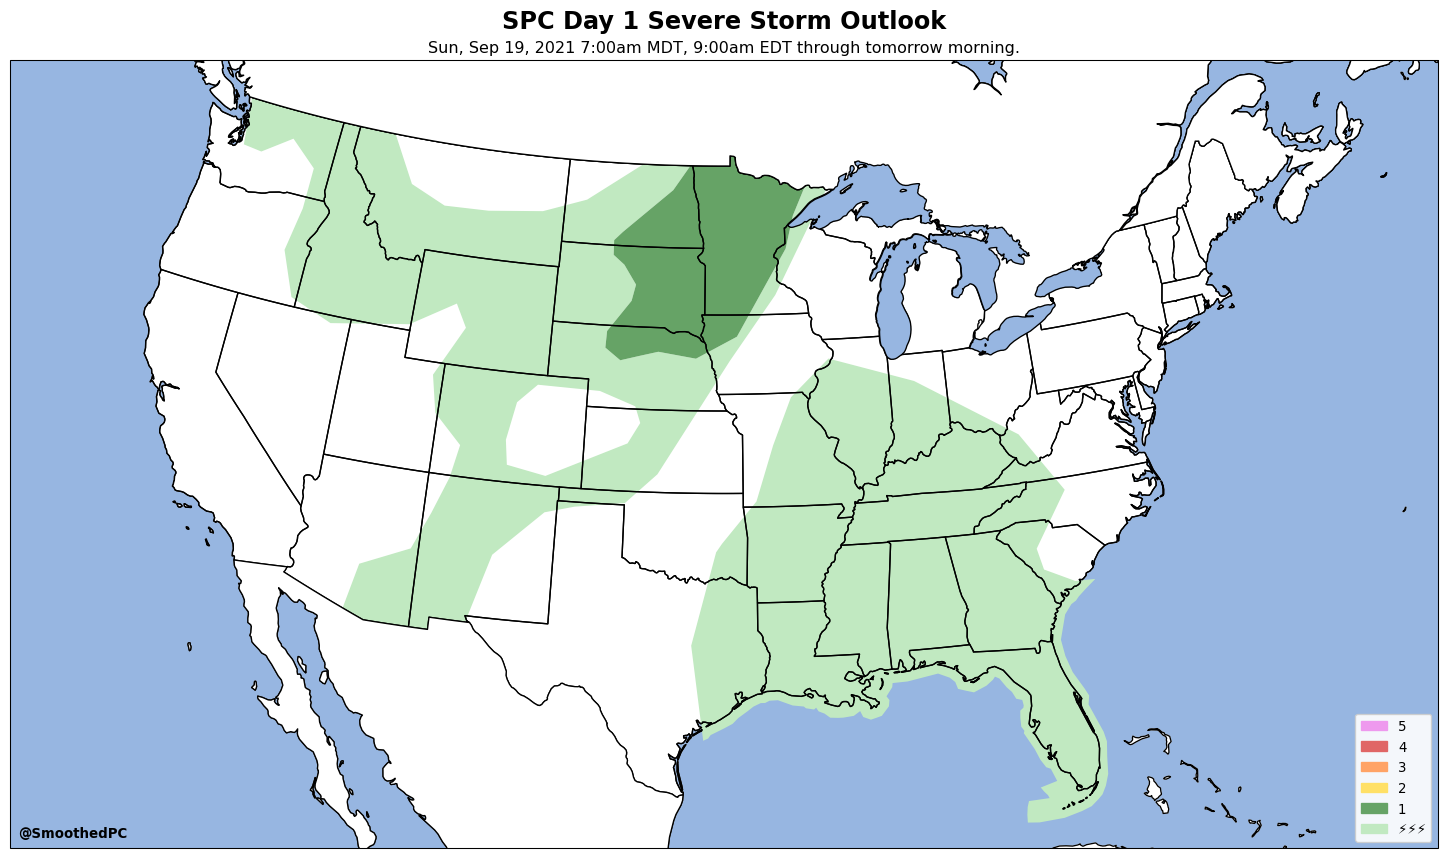 SPC Day 1 Severe Storm Outlook
Sun, Sep 19, 2021 7:00am MDT, 9:00am EDT through tomorrow morning.
5
4
3
2
1
⚡⚡⚡
@SmoothedPC